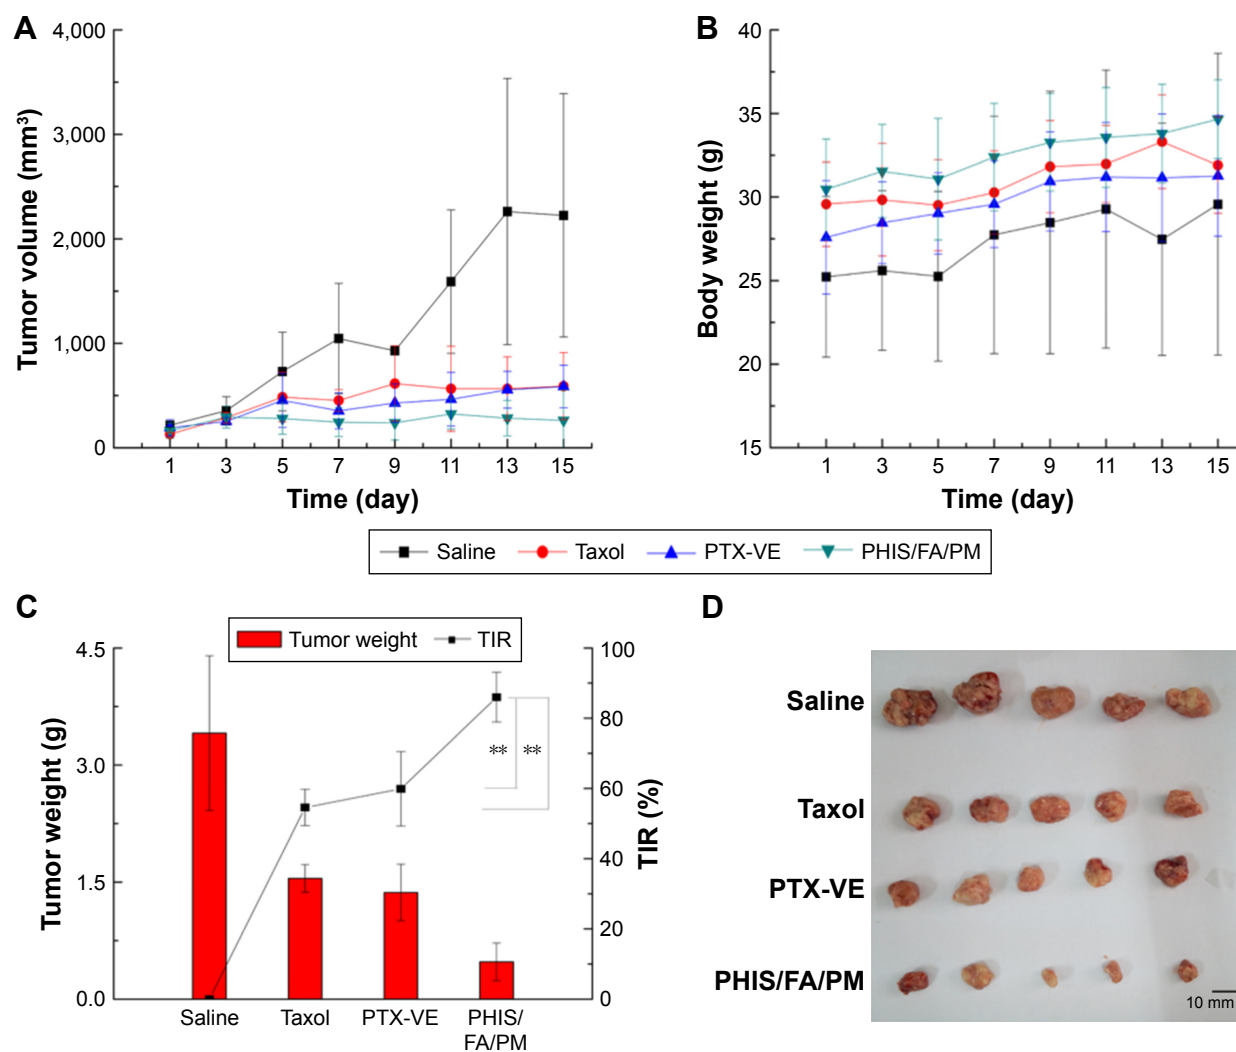 A
4,000
3,000
2,000
1,000
0
Tumor volume (mm³)
1 3 5 7 9 11 13 15
Time (day)
B
40
35
30
25
20
15
Body weight (g)
1 3 5 7 9 11 13 15
Time (day)
Saline Taxol PTX-VE PHIS/FA/PM
C
Tumor weight TIR
4.5
3.0
1.5
0.0
Tumor weight (g)
100
80
60
40
20
0
TIR (%)
** **
Saline Taxol PTX-VE PHIS/
FA/PM
D
Saline
Taxol
PTX-VE
PHIS/FA/PM
10 mm